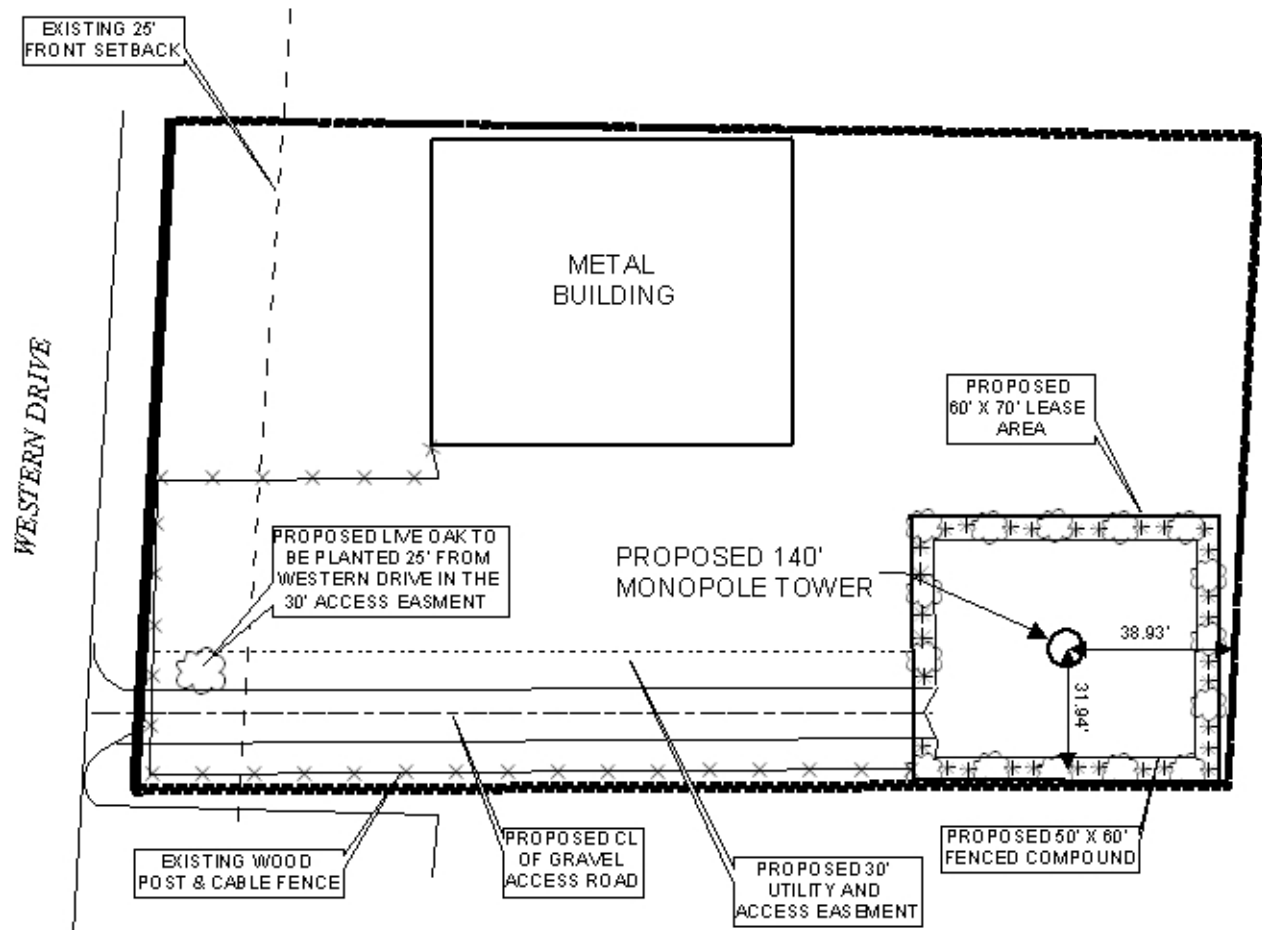 EXISTING 25'
FRONT SETBACK
METAL
BUILDING
WESTERN DRIVE
PROPOSED
60' X 70' LEASE
AREA
PROPOSED LIVE OAK TO
BE PLANTED 25' FROM
WESTERN DRIVE IN THE
30' ACCESS EASMENT
PROPOSED 140'
MONOPOLE TOWER
38.93'
31.94'
EXISTING WOOD
POST & CABLE FENCE
PROPOSED CL
OF GRAVEL
ACCESS ROAD
PROPOSED 30'
UTILITY AND
ACCESS EASEMENT
PROPOSED 50' X 60'
FENCED COMPOUND